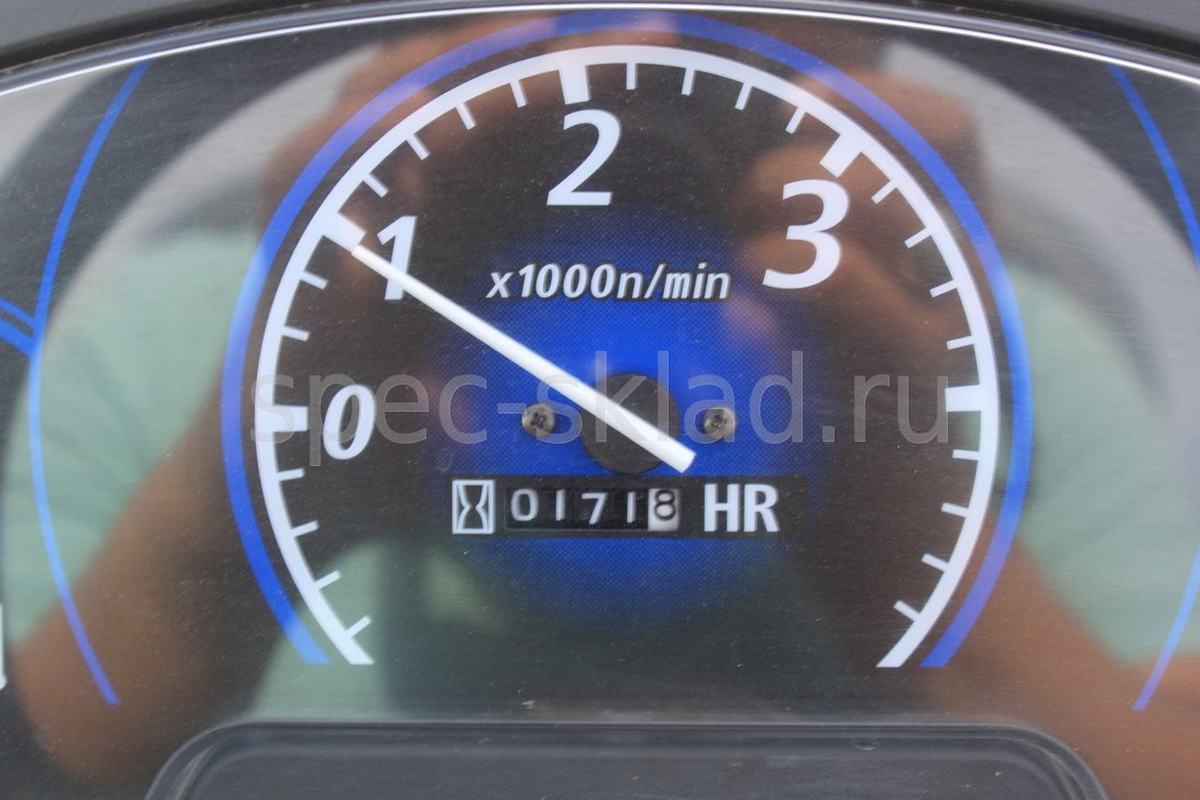 2
1
3
x1000n/min
0
spec-sklad.ru
01718 HR